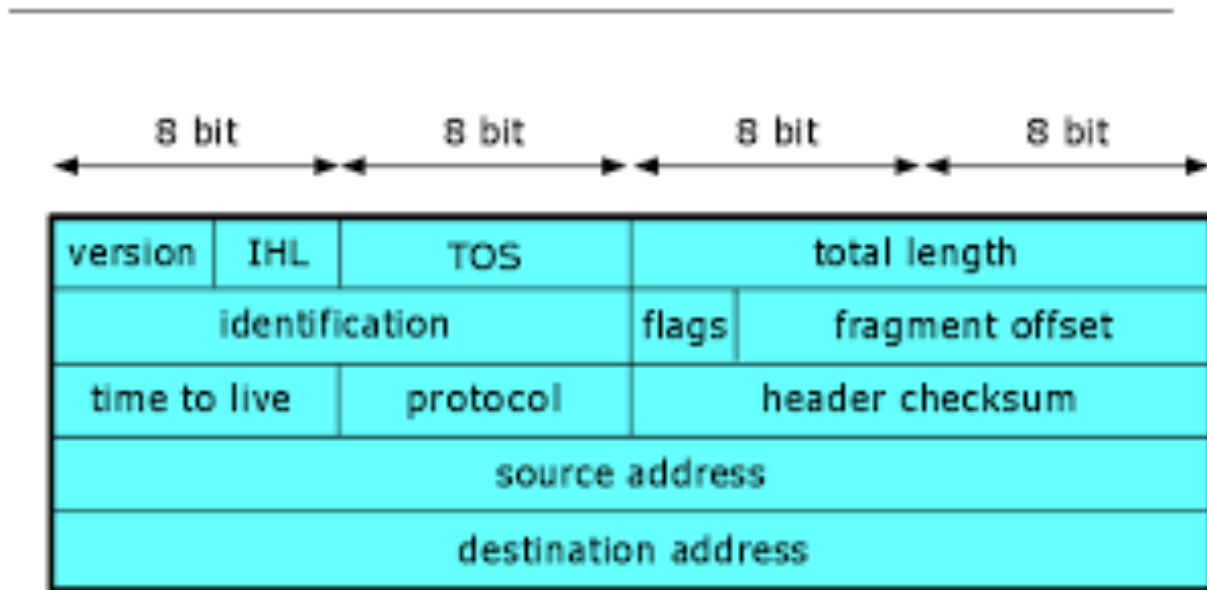 8 bit 8 bit 8 bit 8 bit
version IHL TOS total length
identification flags fragment offset
time to live protocol header checksum
source address
destination address